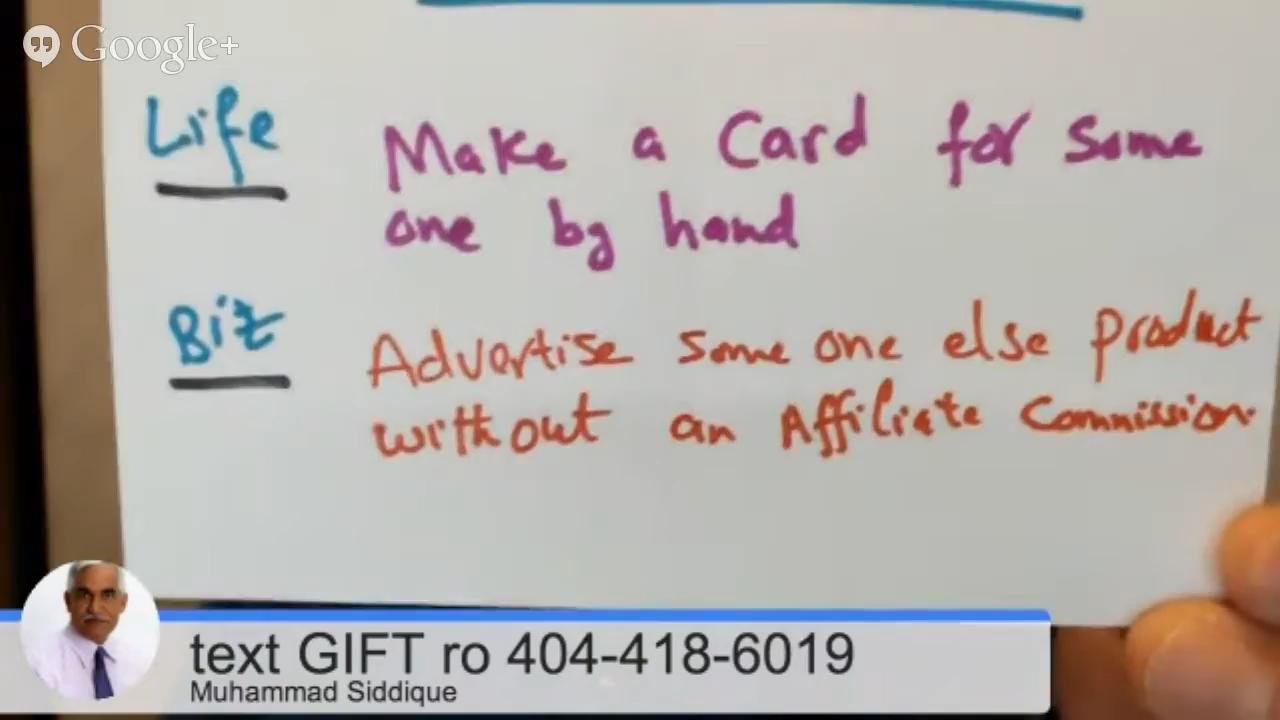 Google+
Life
Make a Card for some
one by hand
Biz
Advertise some one else product
without an Affiliate Commission.
text GIFT ro 404-418-6019
Muhammad Siddique